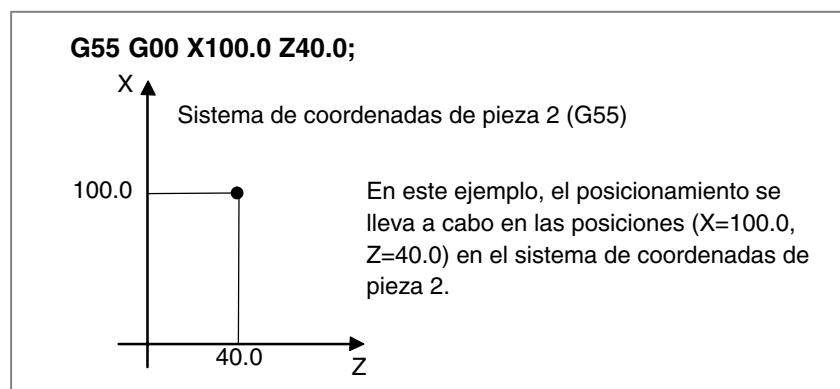 G55 G00 X100.0 Z40.0;
X
Sistema de coordenadas de pieza 2 (G55)
100.0
En este ejemplo, el posicionamiento se
lleva a cabo en las posiciones (X=100.0,
Z=40.0) en el sistema de coordenadas de
pieza 2.
40.0
Z